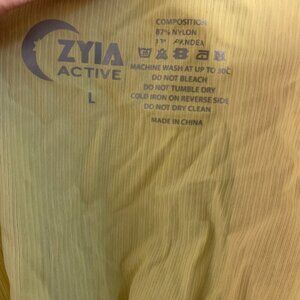 ZYIA
ACTIVE
L
COMPOSITION
87% NYLON
MACHINE WASH AT UP TO 30C
DO NOT BLEACH
DO NOT TUMBLE DRY
COLD IRON ON REVERSE SIDE
DO NOT DRY CLEAN
MADE IN CHINA